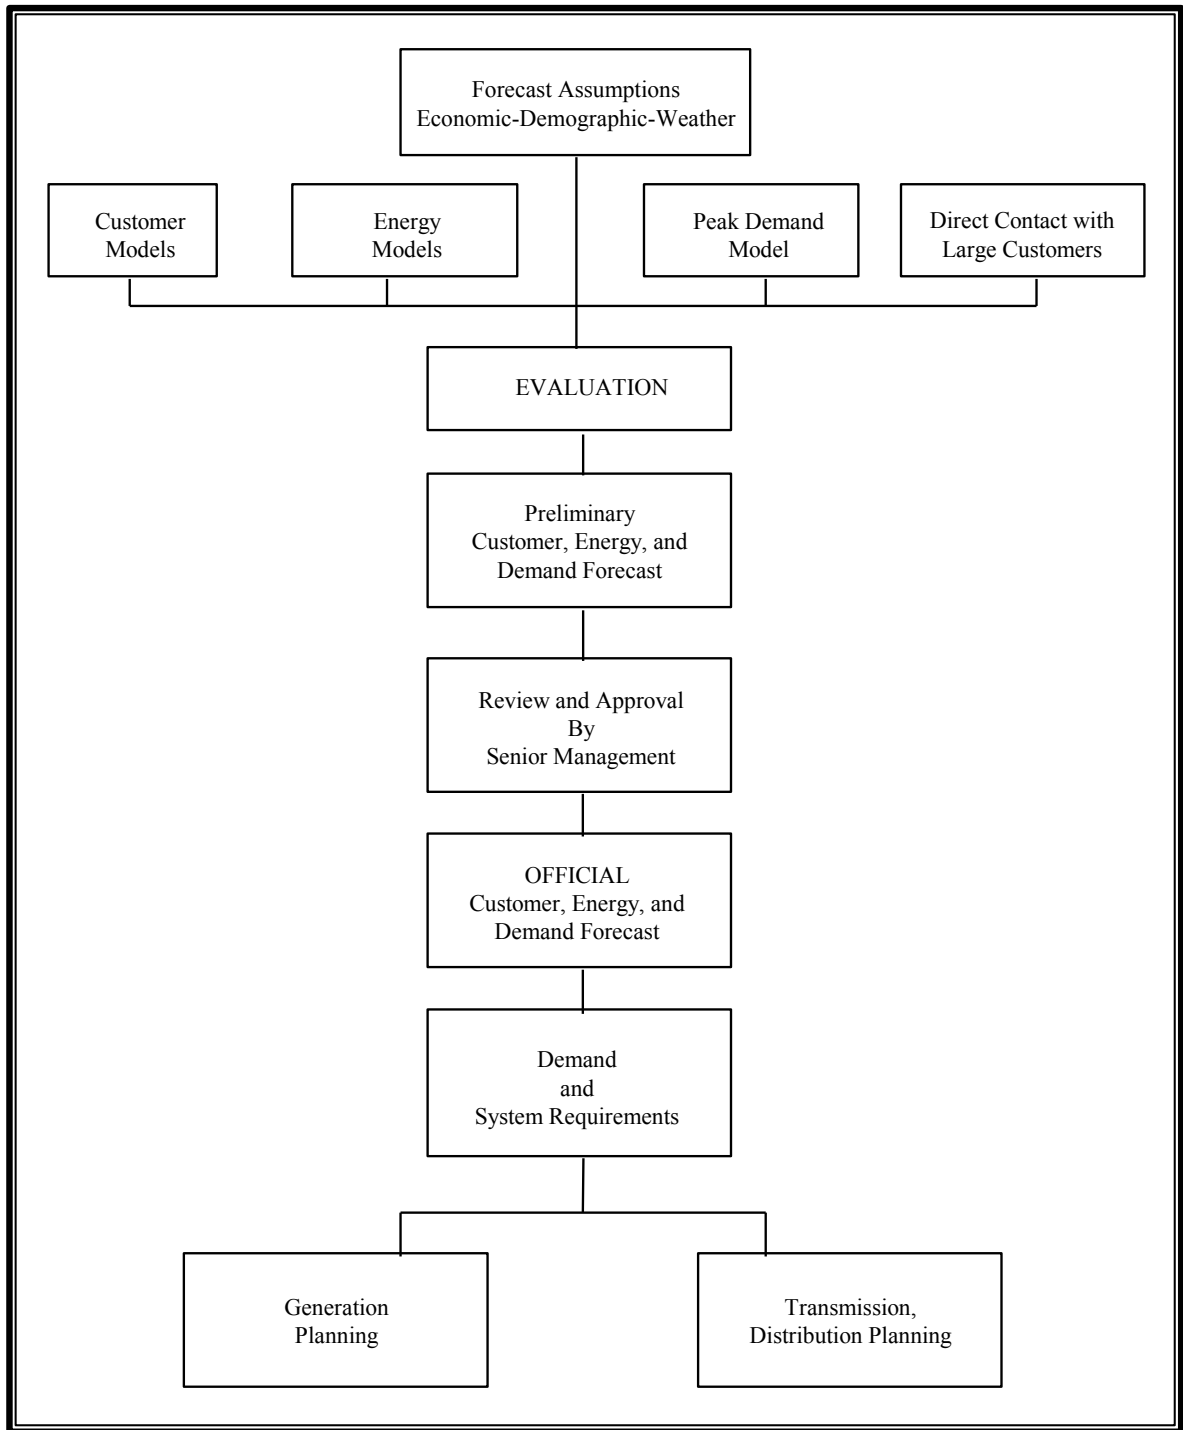 Forecast Assumptions
Economic-Demographic-Weather
Customer
Models
Energy
Models
Peak Demand
Model
Direct Contact with
Large Customers
EVALUATION
Preliminary
Customer, Energy, and
Demand Forecast
Review and Approval
By
Senior Management
OFFICIAL
Customer, Energy, and
Demand Forecast
Demand
and
System Requirements
Generation
Planning
Transmission,
Distribution Planning